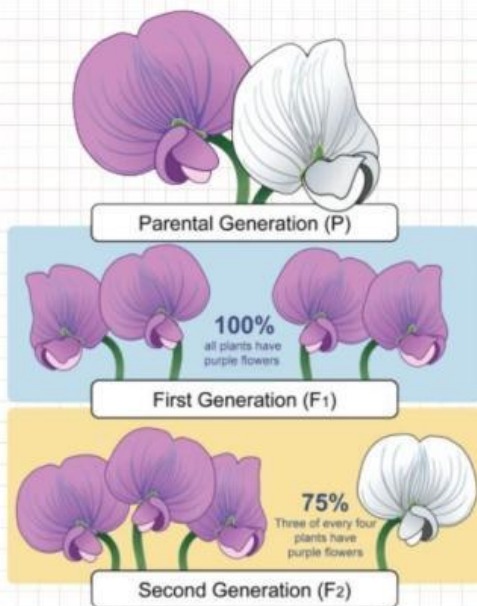 Parental Generation (P)
100%
all plants have
purple flowers
First Generation (F1)
75%
Three of every four
plants have
purple flowers
Second Generation (F2)